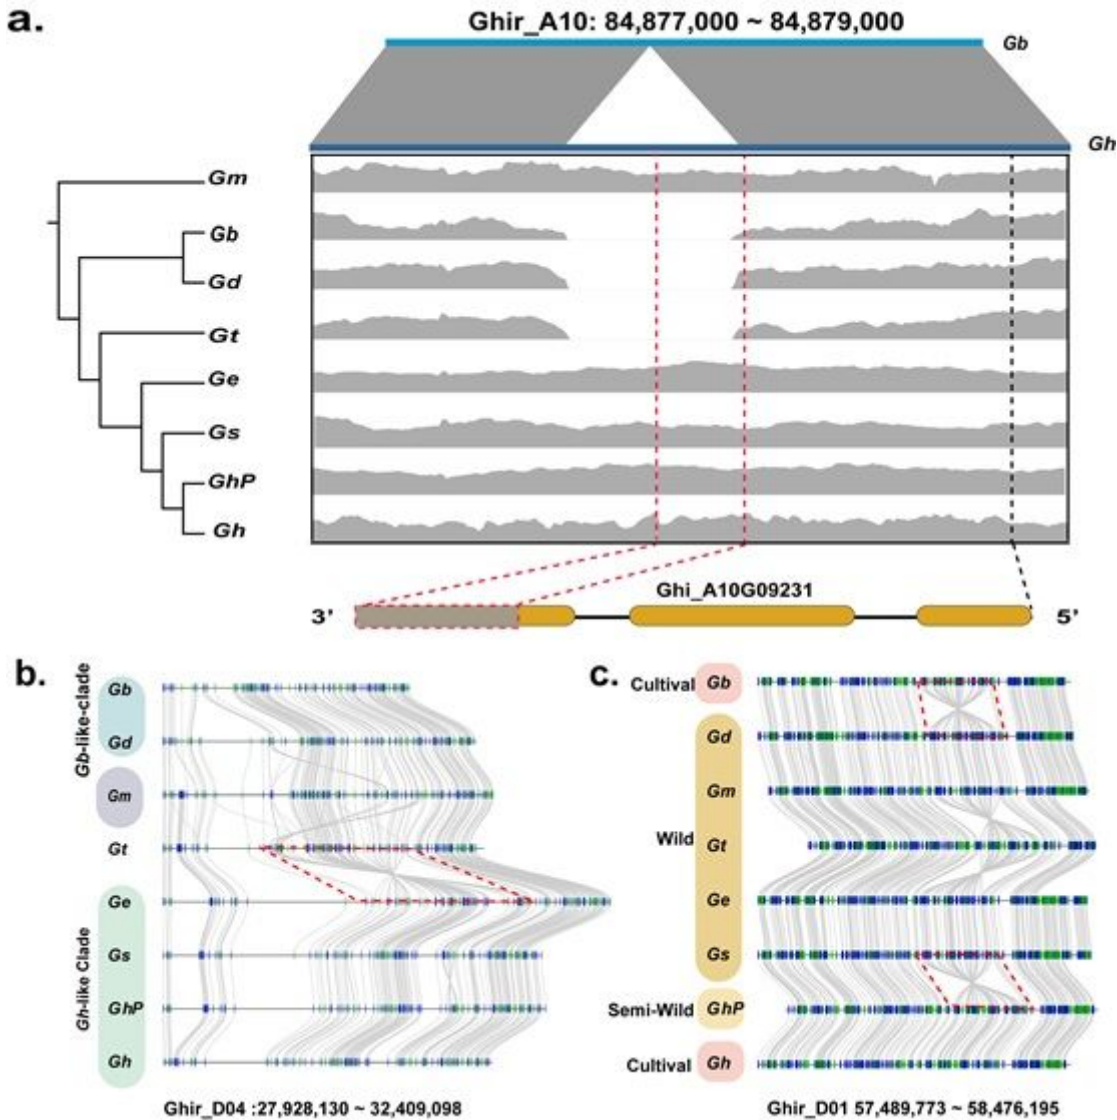 a.
Ghir_A10: 84,877,000 ~ 84,879,000
Gb
Gh
Gm
Gb
Gd
Gt
Ge
Gs
GhP
Gh
Ghi_A10G09231
3’
5’
b.
Gb-like-clade
Gb
Gd
Gm
Gt
Gh-like Clade
Ge
Gs
GhP
Gh
Ghir_D04 :27,928,130 ~ 32,409,098
c.
Cultival Gb
Gd
Gm
Wild
Gt
Ge
Gs
Semi-Wild GhP
Cultival Gh
Ghir_D01 57,489,773 ~ 58,476,195